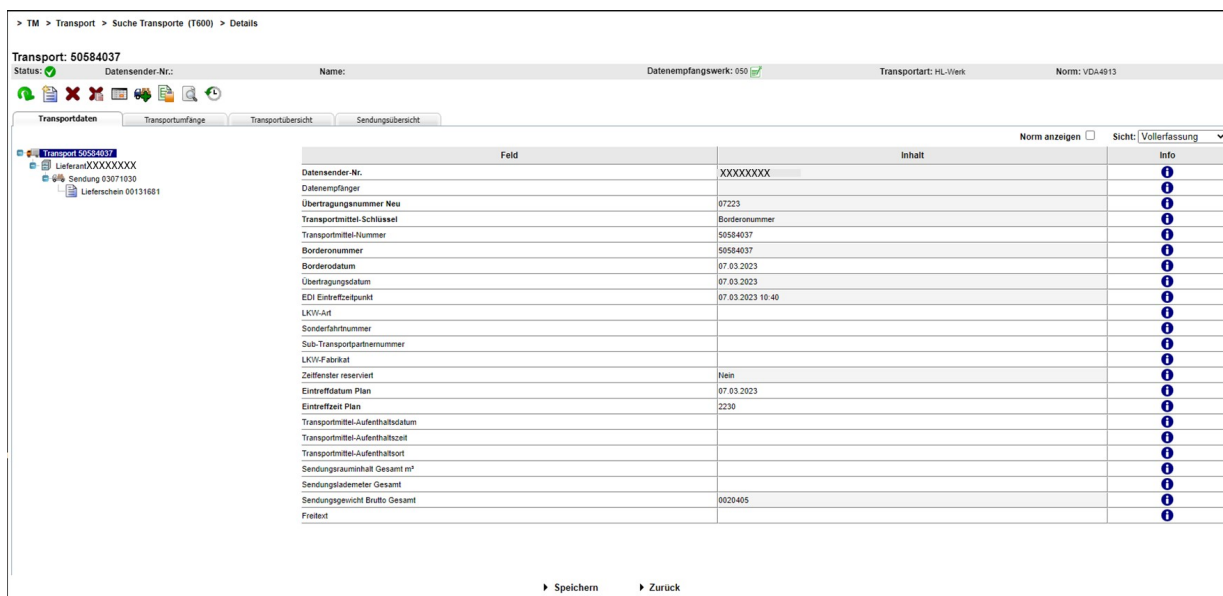 > TM > Transport > Suche Transporte (T600) > Details
Transport: 50584037
Status: Datensender-Nr.: Name: Datenempfangswerk: 050 Transportart: HL-Werk Norm: VDA4913
Transportdaten Transportumfänge Transportübersicht Sendungsübersicht
Norm anzeigen Sicht: Vollerfassung
Transport 50584037
LieferantXXXXXXXX
Sendung 03071030
Lieferschein 00131681
Feld Inhalt Info
Datensender-Nr. XXXXXXXX
Datenempfänger
Übertragungsnummer Neu 07223
Transportmittel-Schlüssel Borderonummer
Transportmittel-Nummer 50584037
Borderonummer 50584037
Borderodatum 07.03.2023
Übertragungsdatum 07.03.2023
EDI Eintreffzeitpunkt 07.03.2023 10:40
LKW-Art
Sonderfahrtnummer
Sub-Transportpartnernummer
LKW-Fabrikat
Zeitfenster reserviert Nein
Eintreffdatum Plan 07.03.2023
Eintreffzeit Plan 2230
Transportmittel-Aufenthaltsdatum
Transportmittel-Aufenthaltszeit
Transportmittel-Aufenthaltsort
Sendungsrauminhalt Gesamt m³
Sendungslademeter Gesamt
Sendungsgewicht Brutto Gesamt 0020405
Freitext
Speichern Zurück